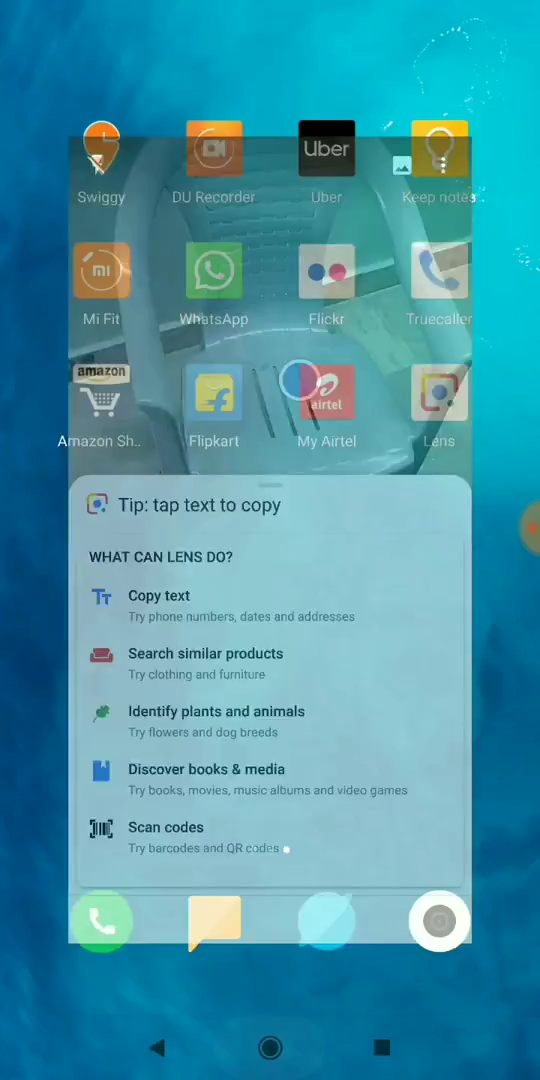 Uber
Swiggy
DU Recorder
Uber
Keep notes
mi
Mi Fit
WhatsApp
Flickr
Truecaller
amazon
airtel
Amazon Sh..
Flipkart
My Airtel
Lens
Tip: tap text to copy
WHAT CAN LENS DO?
Copy text
Try phone numbers, dates and addresses
Search similar products
Try clothing and furniture
Identify plants and animals
Try flowers and dog breeds
Discover books & media
Try books, movies, music albums and video games
Scan codes
Try barcodes and QR codes